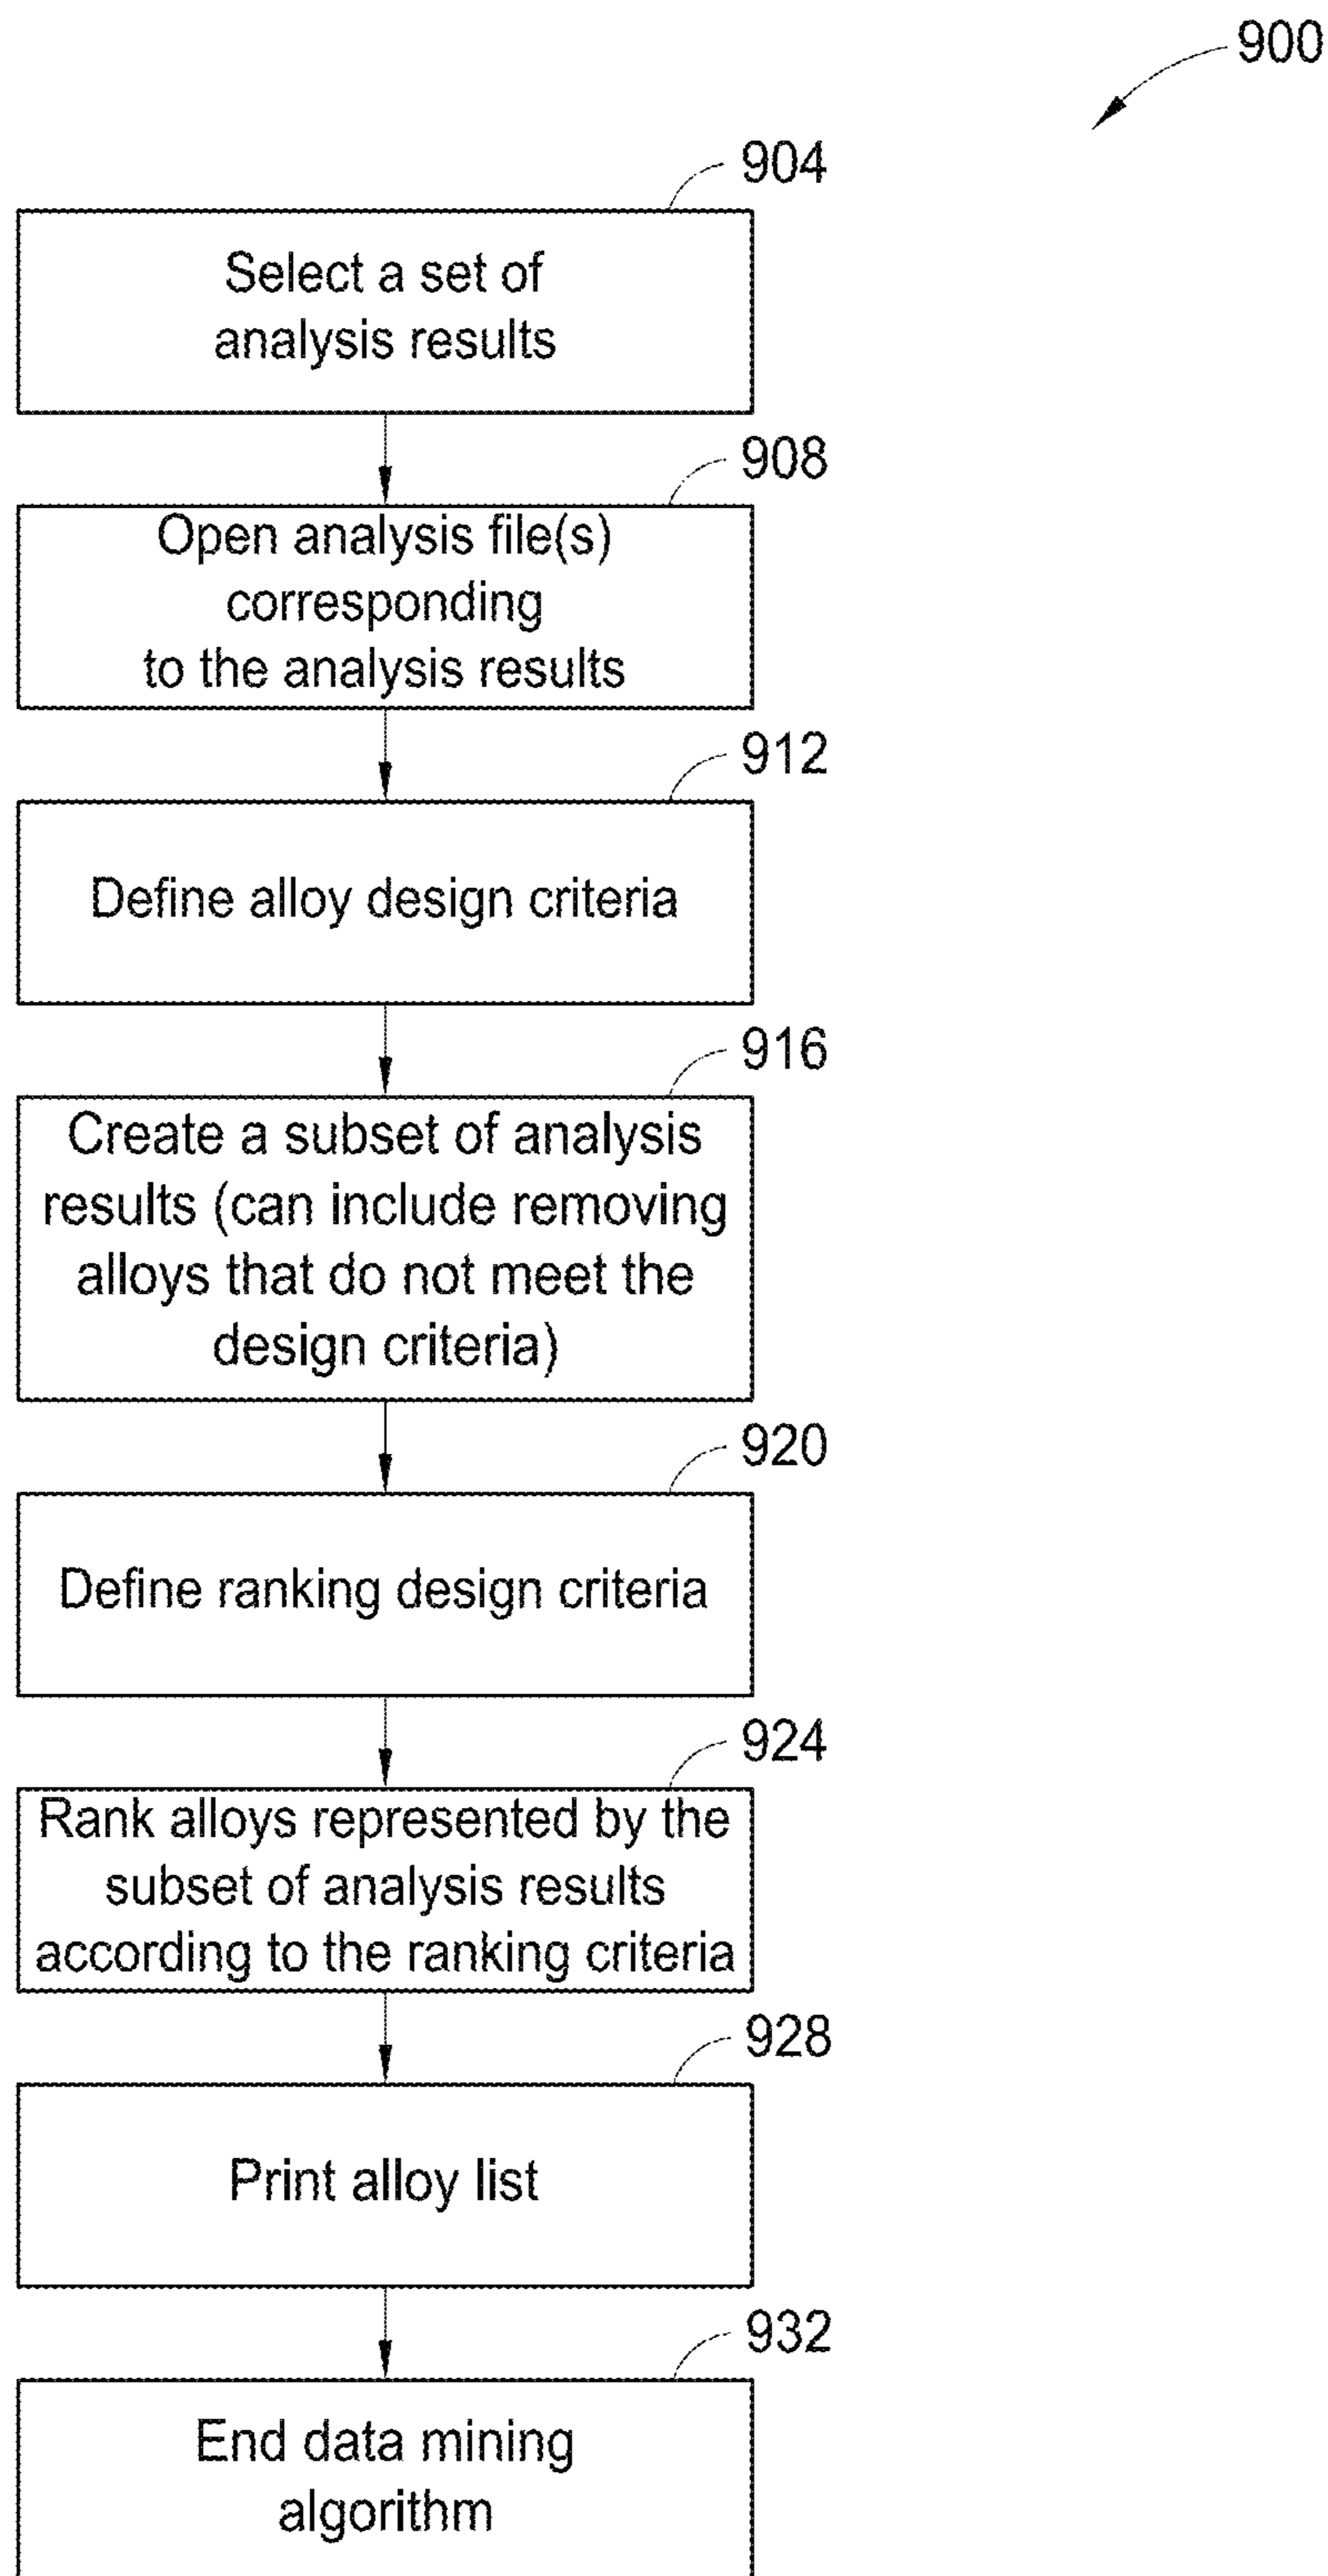 900
904
Select a set of
analysis results
908
Open analysis file(s)
corresponding
to the analysis results
912
Define alloy design criteria
916
Create a subset of analysis
results (can include removing
alloys that do not meet the
design criteria)
920
Define ranking design criteria
924
Rank alloys represented by the
subset of analysis results
according to the ranking criteria
928
Print alloy list
932
End data mining
algorithm